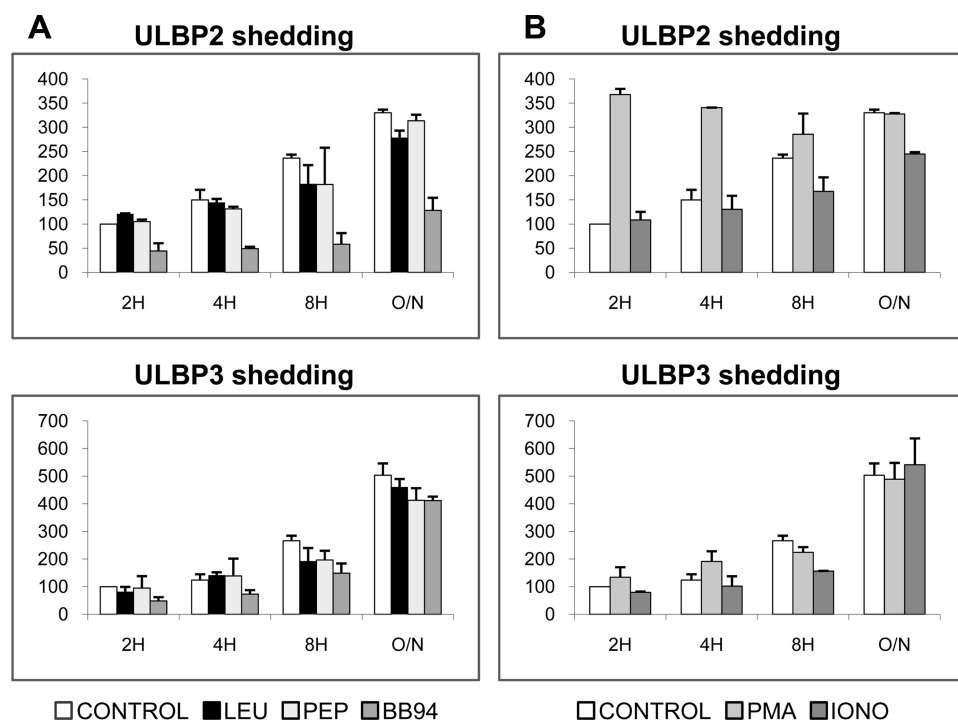 A
ULBP2 shedding
400
350
300
250
200
150
100
50
0
2H 4H 8H O/N
B
ULBP2 shedding
400
350
300
250
200
150
100
50
0
2H 4H 8H O/N
ULBP3 shedding
700
600
500
400
300
200
100
0
2H 4H 8H O/N
ULBP3 shedding
700
600
500
400
300
200
100
0
2H 4H 8H O/N
CONTROL LEU PEP BB94
CONTROL PMA IONO